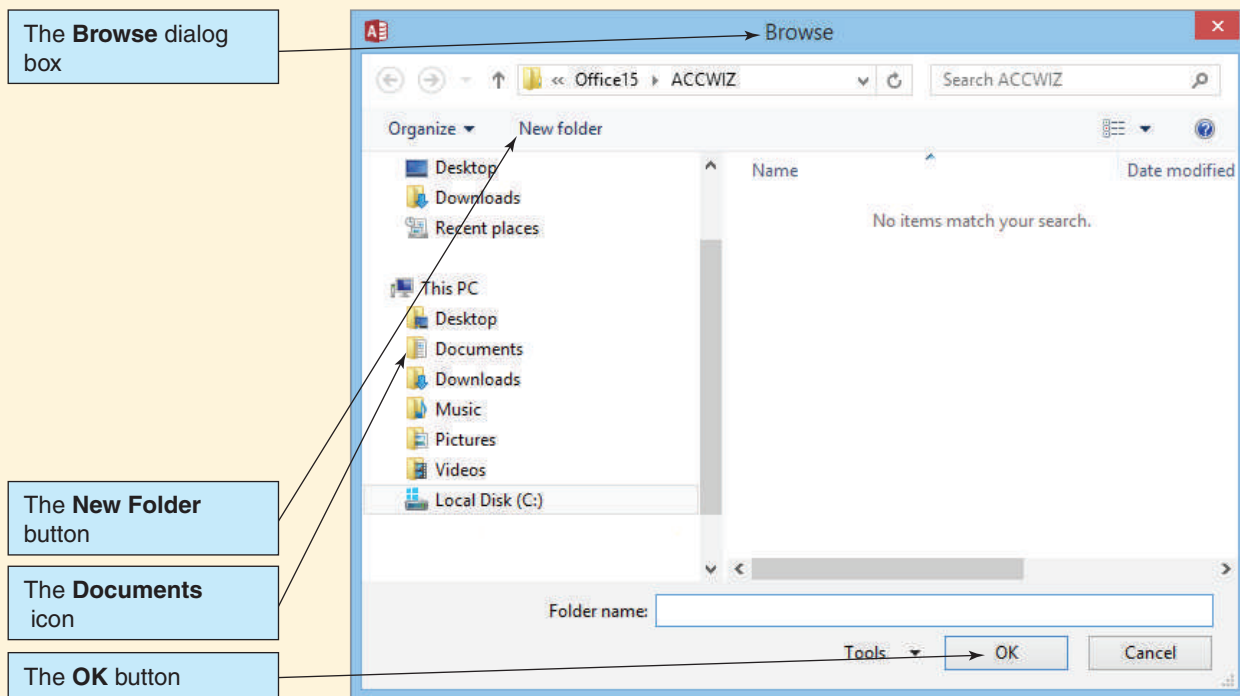 The Browse dialog
box
Browse
« Office15 ACCWIZ
Search ACCWIZ
Organize
New folder
Desktop
Downloads
Recent places
This PC
Desktop
Documents
Downloads
Music
Pictures
Videos
Local Disk (C:)
Name
Date modified
No items match your search.
The New Folder
button
The Documents
icon
The OK button
Folder name:
Tools
OK
Cancel